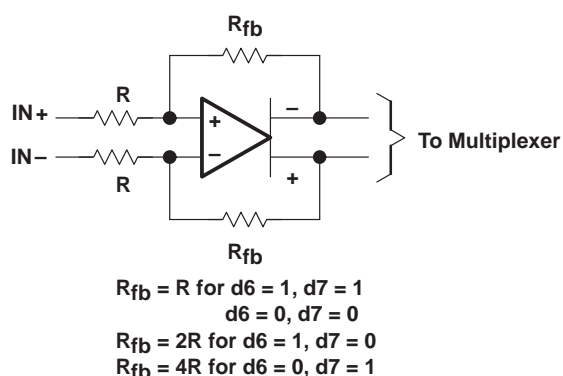 Rfb
R
IN+
+
−
To Multiplexer
IN−
−
+
R
Rfb
Rfb = R for d6 = 1, d7 = 1
d6 = 0, d7 = 0
Rfb = 2R for d6 = 1, d7 = 0
Rfb = 4R for d6 = 0, d7 = 1